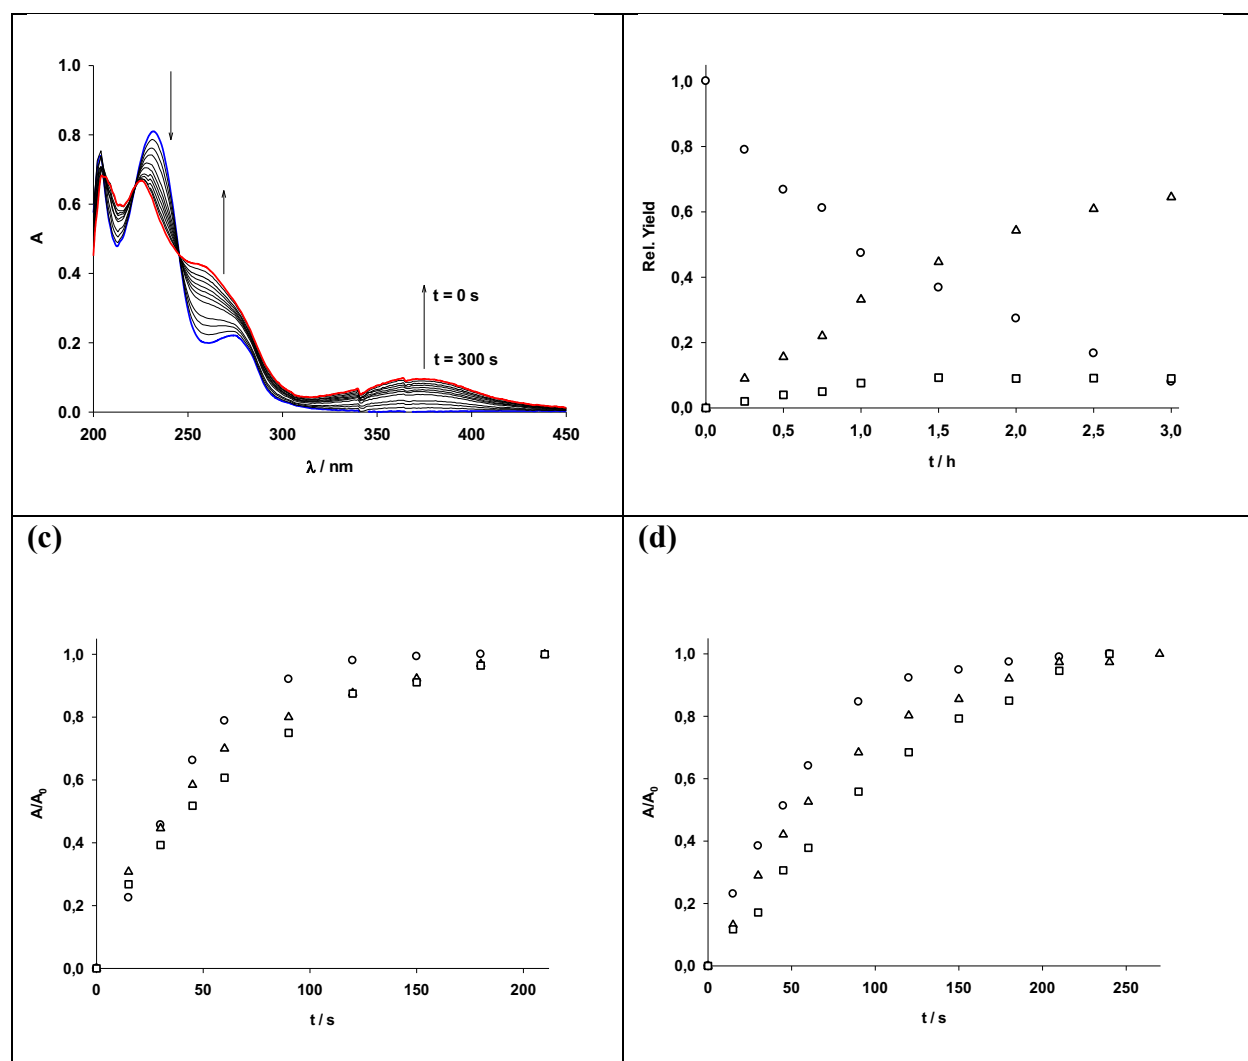 A
1.0
0.8
0.6
0.4
0.2
0.0
t = 0 s
t = 300 s
200 250 300 350 400 450
λ / nm
Rel. Yield
1,0
0,8
0,6
0,4
0,2
0,0
0,0 0,5 1,0 1,5 2,0 2,5 3,0
t / h
(c)
A/A0
1,0
0,8
0,6
0,4
0,2
0,0
0 50 100 150 200
t / s
(d)
A/A0
1,0
0,8
0,6
0,4
0,2
0,0
0 50 100 150 200 250
t / s